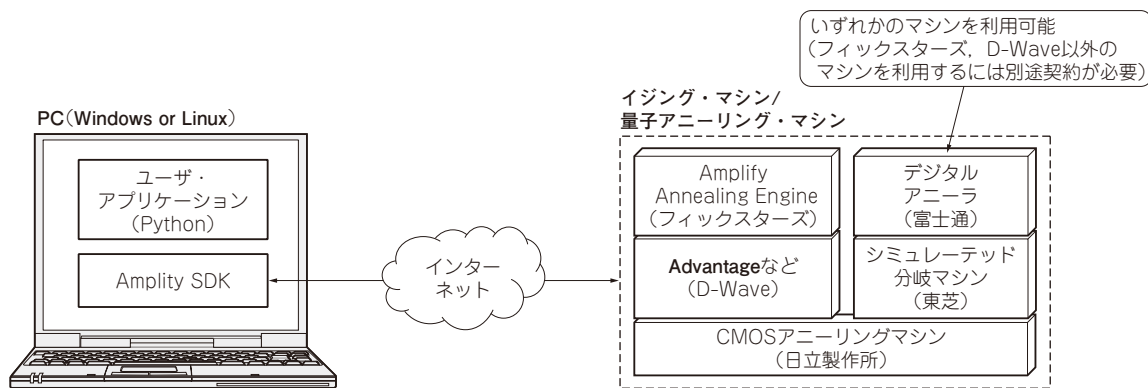 いずれかのマシンを利用可能
(フィックスターズ，D-Wave以外の
マシンを利用するには別途契約が必要)
PC(Windows or Linux)
ユーザ・
アプリケーション
(Python)
Amplity SDK
インター
ネット
イジング・マシン/
量子アニーリング・マシン
Amplify
Annealing Engine
(フィックスターズ)
デジタル
アニーラ
(富士通)
Advantageなど
(D-Wave)
シミュレーテッド
分岐マシン
(東芝)
CMOSアニーリングマシン
(日立製作所)